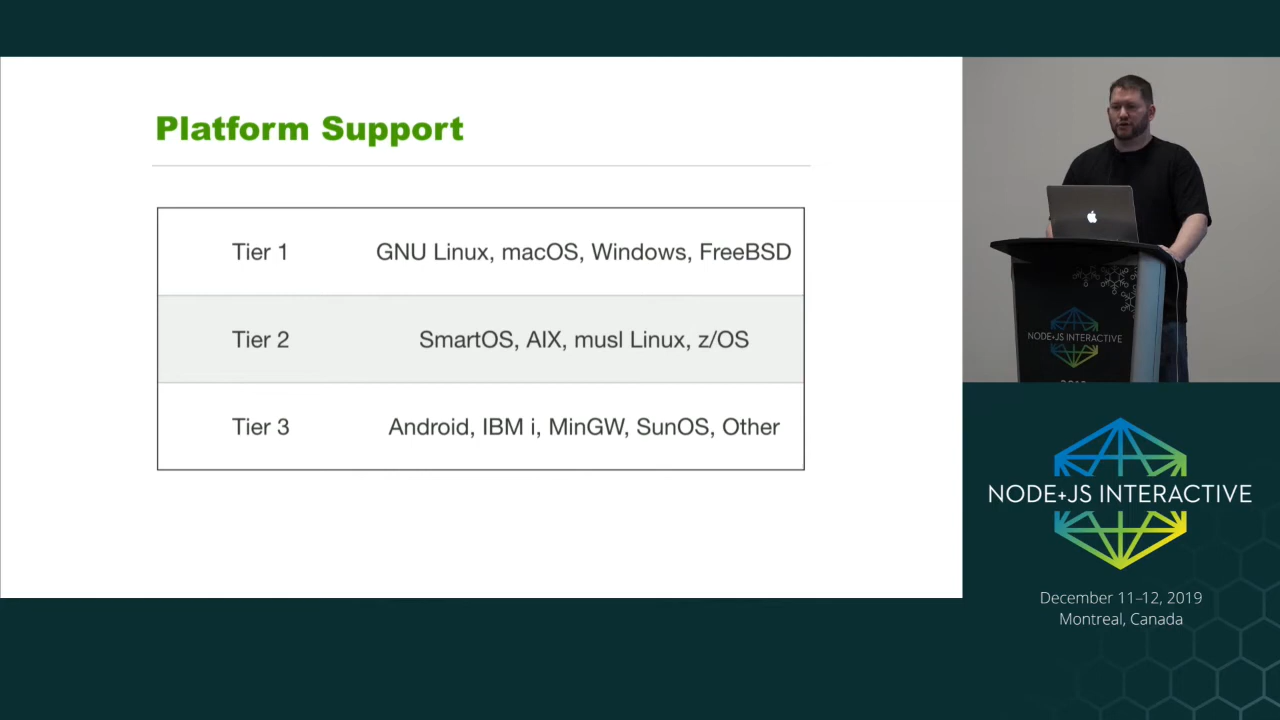 Platform Support
Tier 1 GNU Linux, macOS, Windows, FreeBSD
Tier 2 SmartOS, AIX, musl Linux, z/OS
Tier 3 Android, IBM i, MinGW, SunOS, Other
NODE+JS INTERACTIVE
NODE+JS INTERACTIVE
December 11–12, 2019
Montreal, Canada